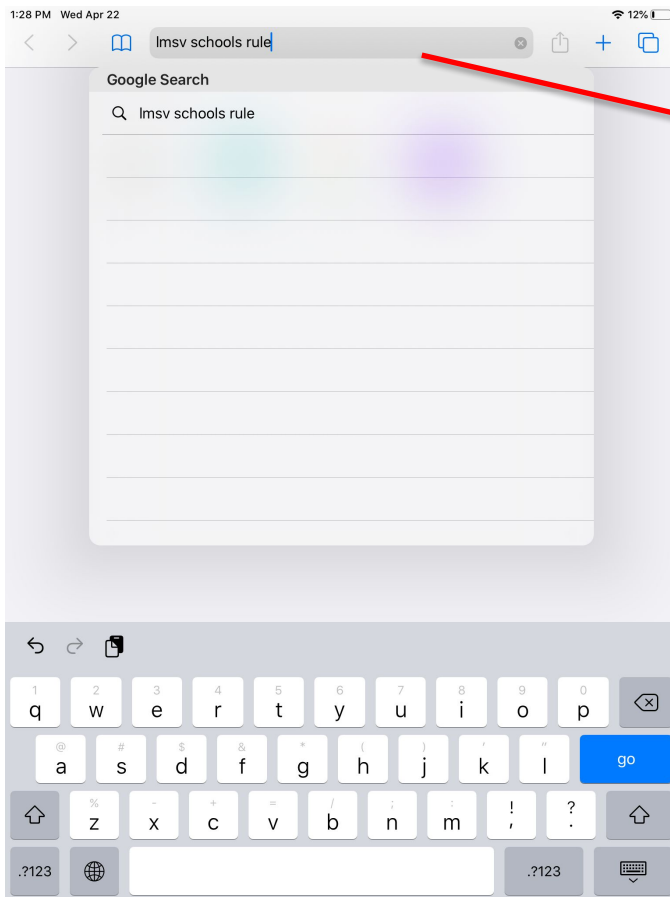 1:28 PM Wed Apr 22 12%
lmsv schools rule
Google Search
lmsv schools rule
1 2 3 4 5 6 7 8 9 0
q w e r t y u i o p
@ # $ & * ( ) ' "
a s d f g h j k l go
% - + = / ; : ! ?
z x c v b n m , .
.?123 .?123